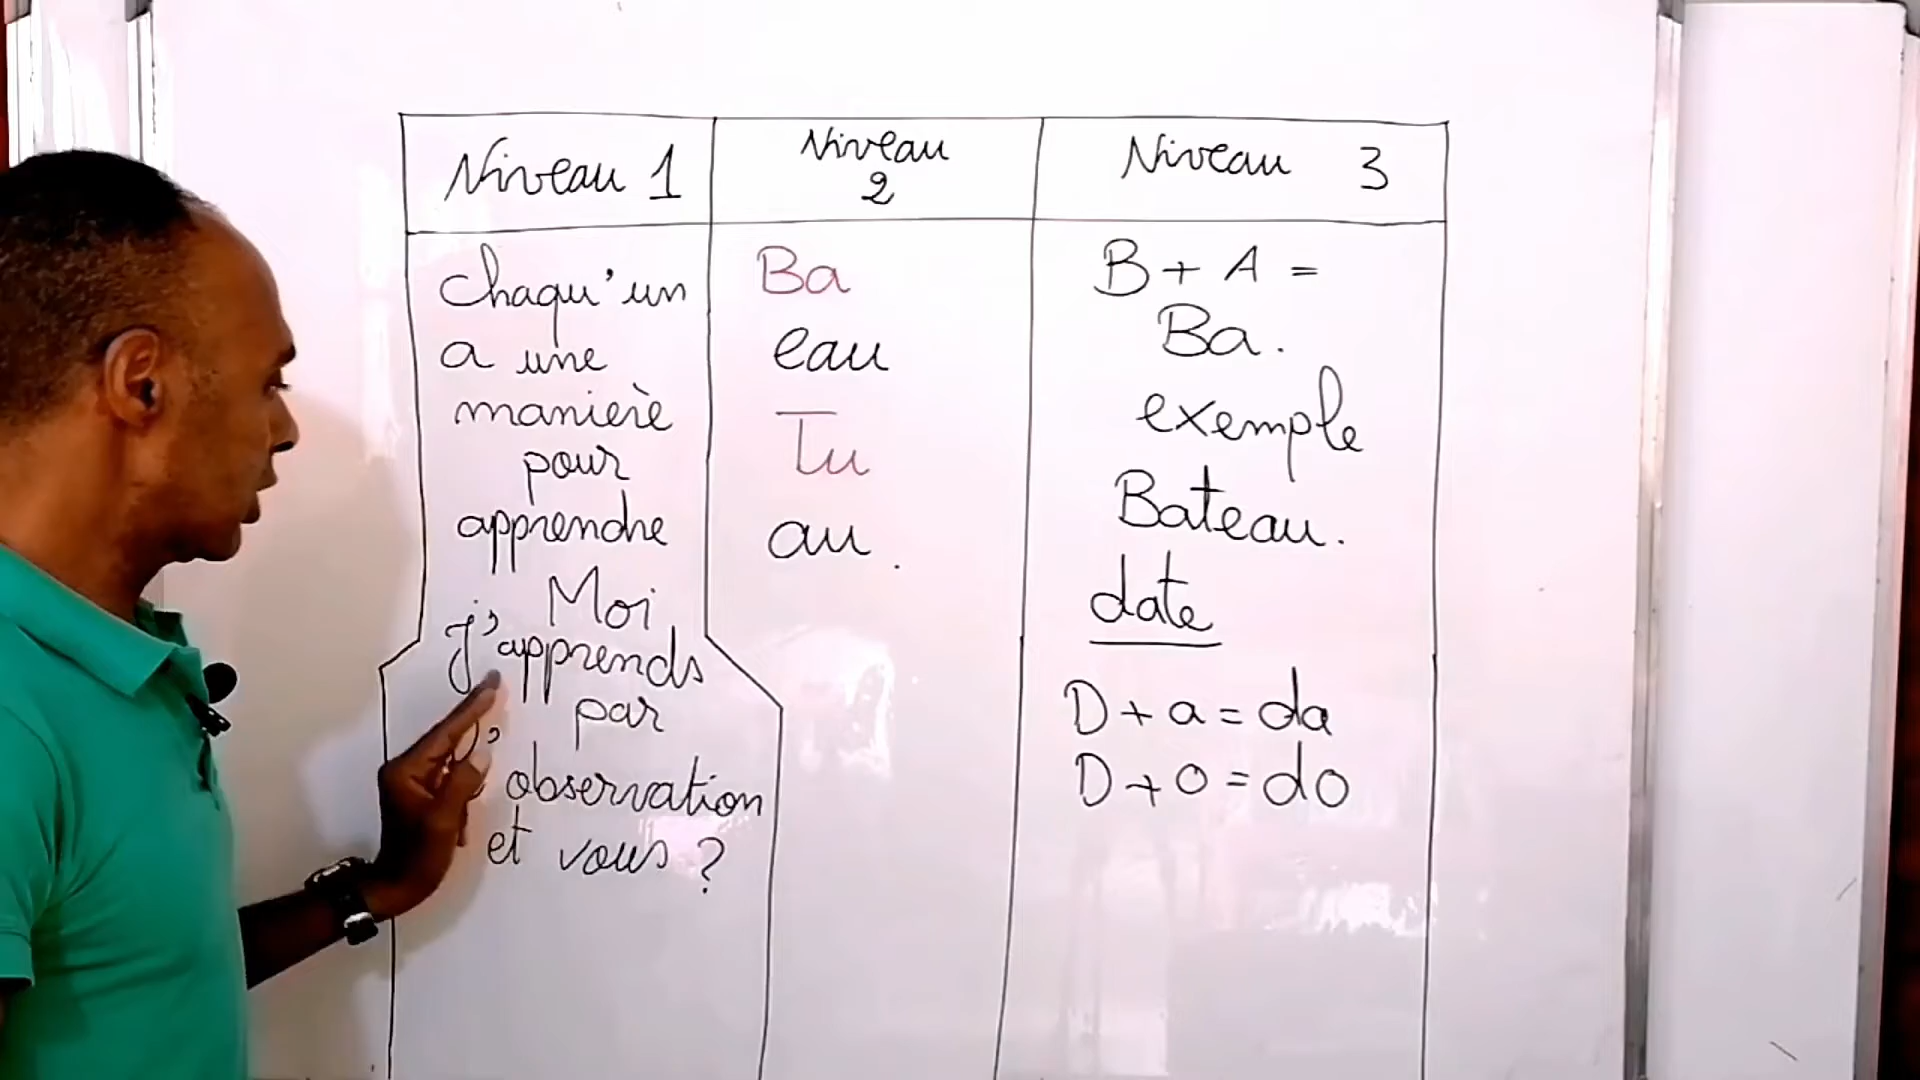 Niveau 1
chaqu'un
a une
manierè
pour
apprendre
Moi
j'apprends
par
l'observation
et vous ?
Niveau
2
Ba
eau
Tu
au.
Niveau 3
B + A =
Ba.
exemple
Bateau.
date
D + a = da
D + o = do